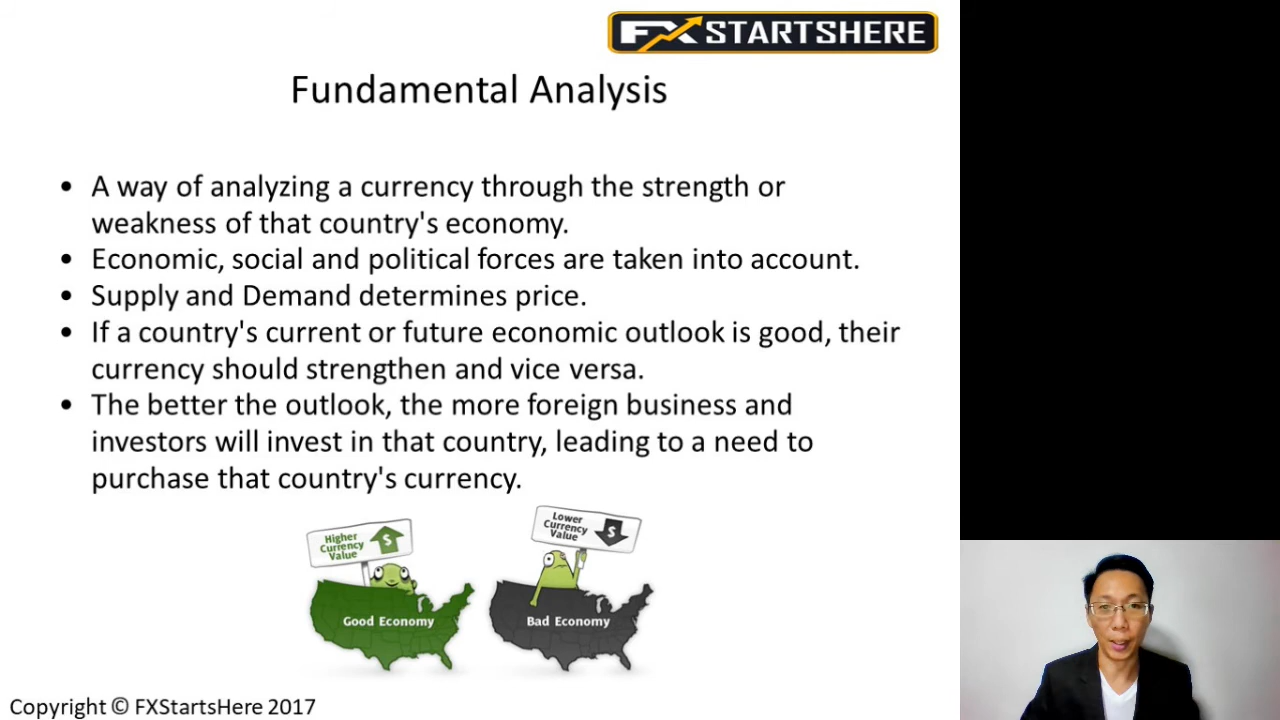 FXSTARTSHERE
Fundamental Analysis
• A way of analyzing a currency through the strength or
weakness of that country's economy.
• Economic, social and political forces are taken into account.
• Supply and Demand determines price.
• If a country's current or future economic outlook is good, their
currency should strengthen and vice versa.
• The better the outlook, the more foreign business and
investors will invest in that country, leading to a need to
purchase that country's currency.
Higher
Currency
Value
$
Good Economy
Lower
Currency
Value
$
Bad Economy
Copyright © FXStartsHere 2017